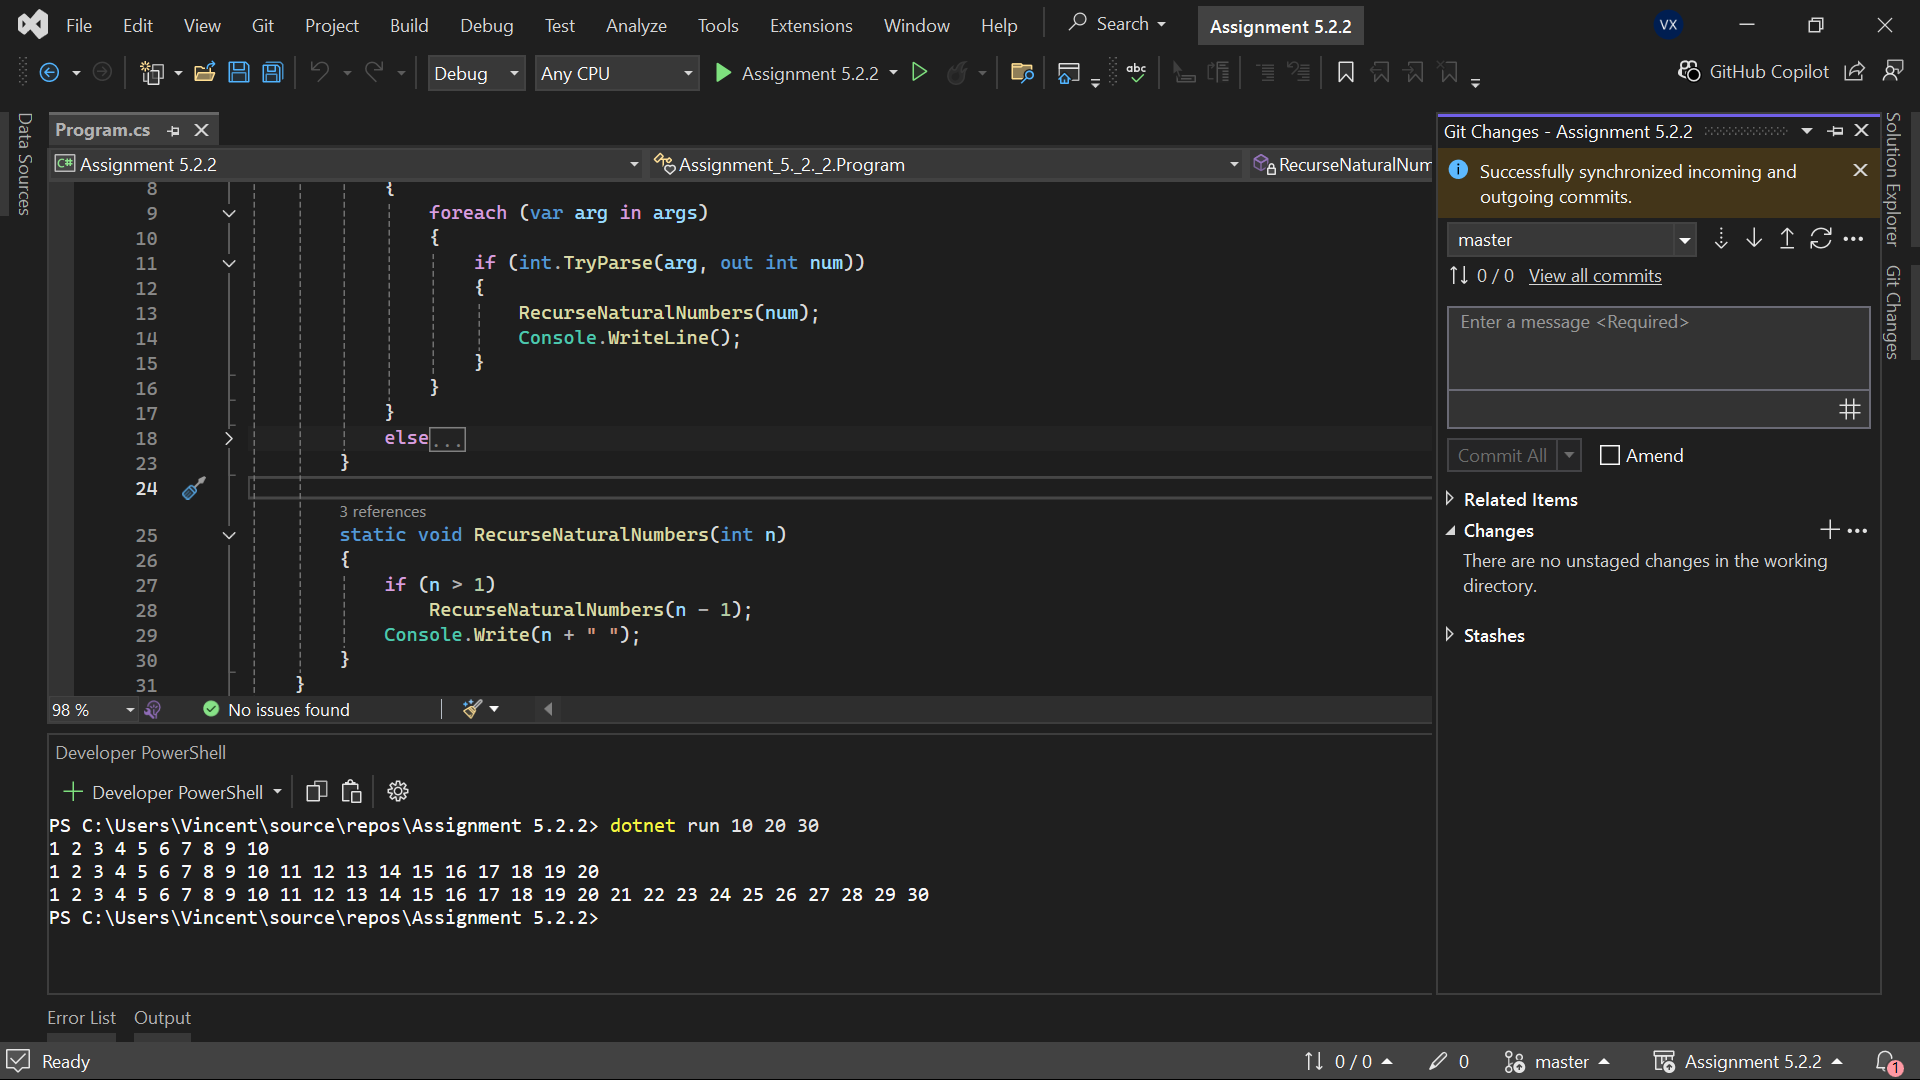 File Edit View Git Project Build Debug Test Analyze Tools Extensions Window Help Search Assignment 5.2.2 VX
Debug Any CPU Assignment 5.2.2 abc GitHub Copilot
Data Sources
Program.cs
C# Assignment 5.2.2 Assignment_5._2._2.Program RecurseNaturalNum
8 {
9 foreach (var arg in args)
10 {
11 if (int.TryParse(arg, out int num))
12 {
13 RecurseNaturalNumbers(num);
14 Console.WriteLine();
15 }
16 }
17 }
18 else...
23 }
24
3 references
25 static void RecurseNaturalNumbers(int n)
26 {
27 if (n > 1)
28 RecurseNaturalNumbers(n - 1);
29 Console.Write(n + " ");
30 }
31 }
98 % No issues found
Developer PowerShell
Developer PowerShell
PS C:\Users\Vincent\source\repos\Assignment 5.2.2> dotnet run 10 20 30
1 2 3 4 5 6 7 8 9 10
1 2 3 4 5 6 7 8 9 10 11 12 13 14 15 16 17 18 19 20
1 2 3 4 5 6 7 8 9 10 11 12 13 14 15 16 17 18 19 20 21 22 23 24 25 26 27 28 29 30
PS C:\Users\Vincent\source\repos\Assignment 5.2.2>
Error List Output
Git Changes - Assignment 5.2.2
Successfully synchronized incoming and
outgoing commits.
master
0 / 0 View all commits
Enter a message <Required>
Commit All Amend
Related Items
Changes
There are no unstaged changes in the working
directory.
Stashes
Solution Explorer
Git Changes
Ready 0 / 0 0 master Assignment 5.2.2 1